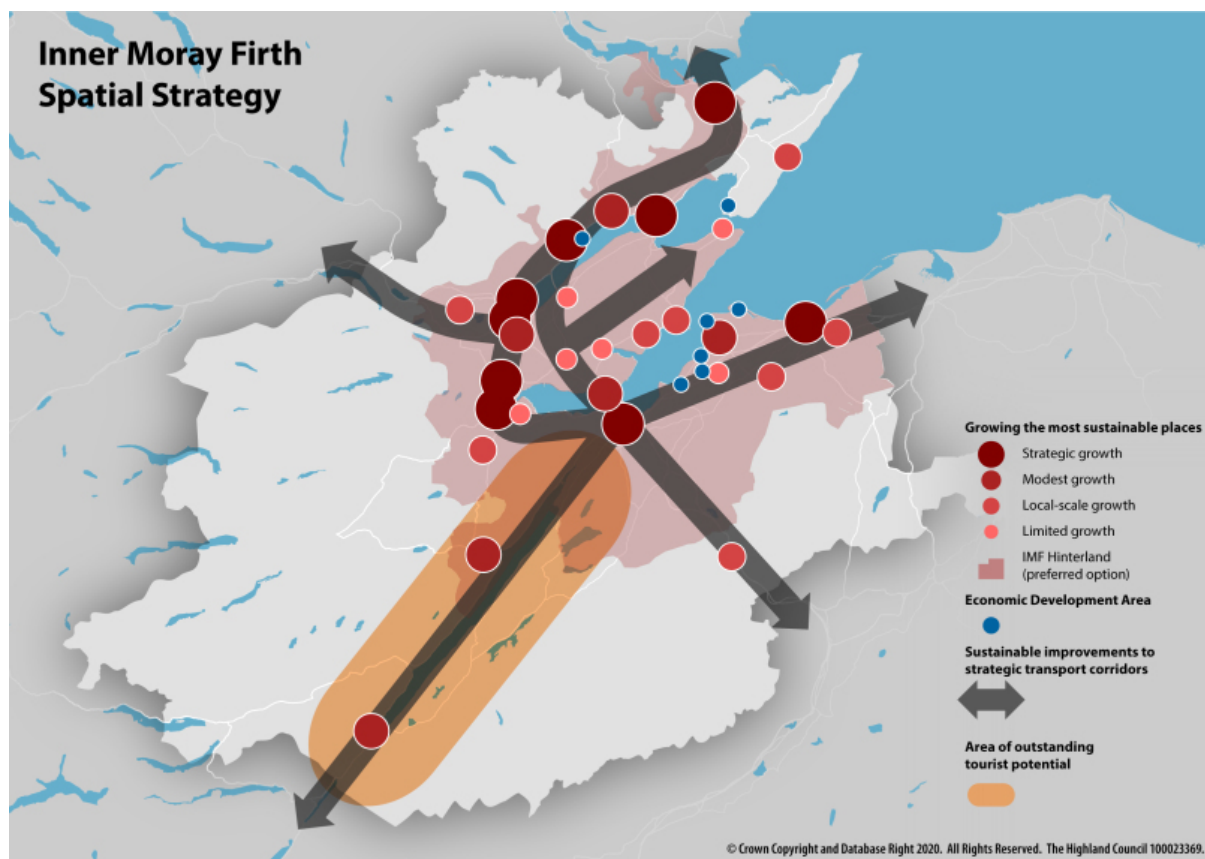 Inner Moray Firth
Spatial Strategy
Growing the most sustainable places
Strategic growth
Modest growth
Local-scale growth
Limited growth
IMF Hinterland
(preferred option)
Economic Development Area
Sustainable improvements to
strategic transport corridors
Area of outstanding
tourist potential
© Crown Copyright and Database Right 2020. All Rights Reserved. The Highland Council 100023369.